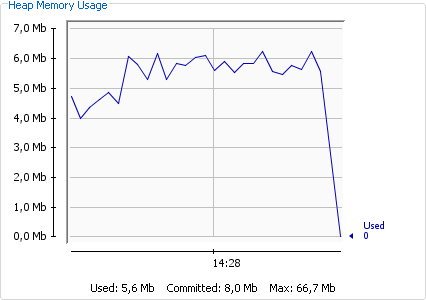 Heap Memory Usage
7,0 Mb
6,0 Mb
5,0 Mb
4,0 Mb
3,0 Mb
2,0 Mb
1,0 Mb
0,0 Mb
Used
0
14:28
Used: 5,6 Mb Committed: 8,0 Mb Max: 66,7 Mb